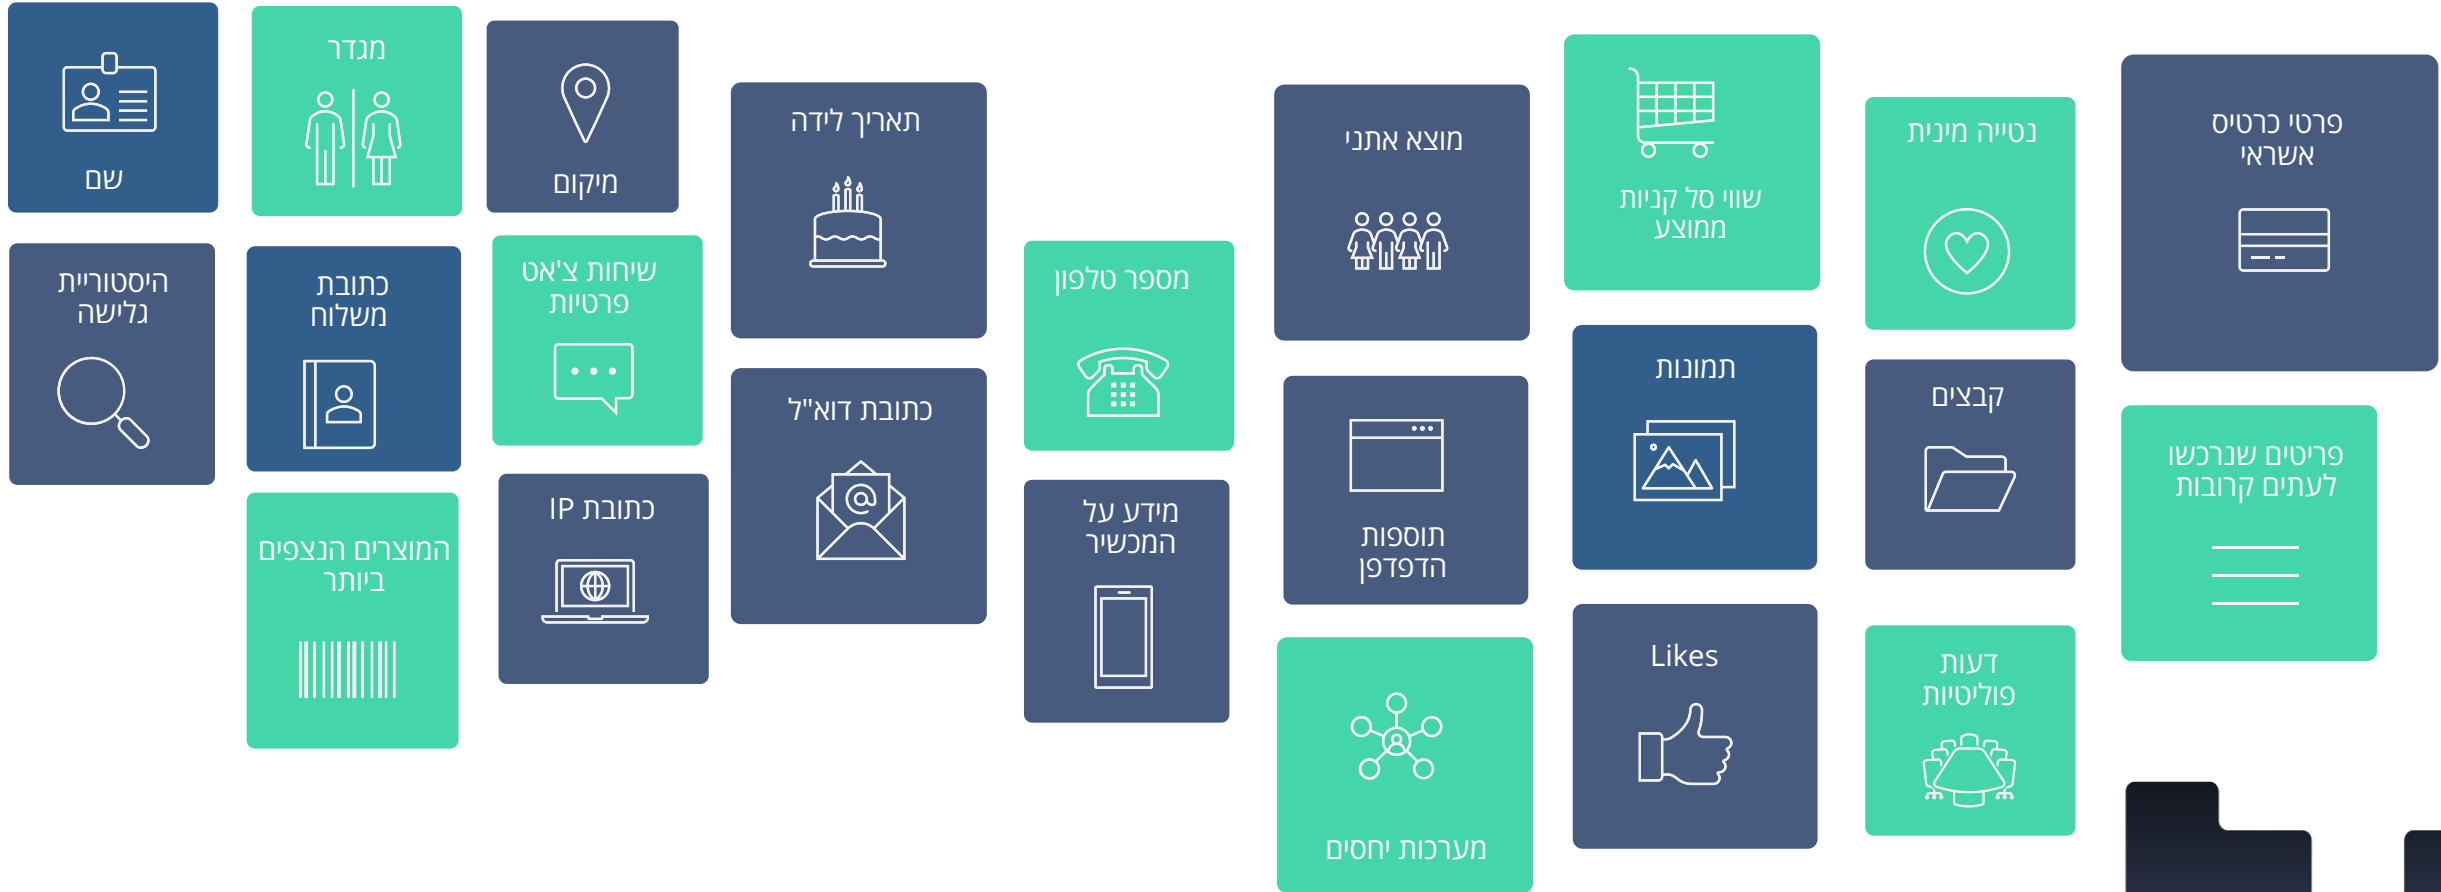 שם
מגדר
מיקום
תאריך לידה
מוצא אתני
שווי סל קניות
ממוצע
נטייה מינית
פרטי כרטיס
אשראי
היסטוריית
גלישה
כתובת
משלוח
שיחות צ'אט
פרטיות
כתובת דוא"ל
מספר טלפון
תוספות
הדפדפן
תמונות
קבצים
פריטים שנרכשו
לעתים קרובות
המוצרים הנצפים
ביותר
כתובת IP
מידע על
המכשיר
מערכות יחסים
Likes
דעות
פוליטיות